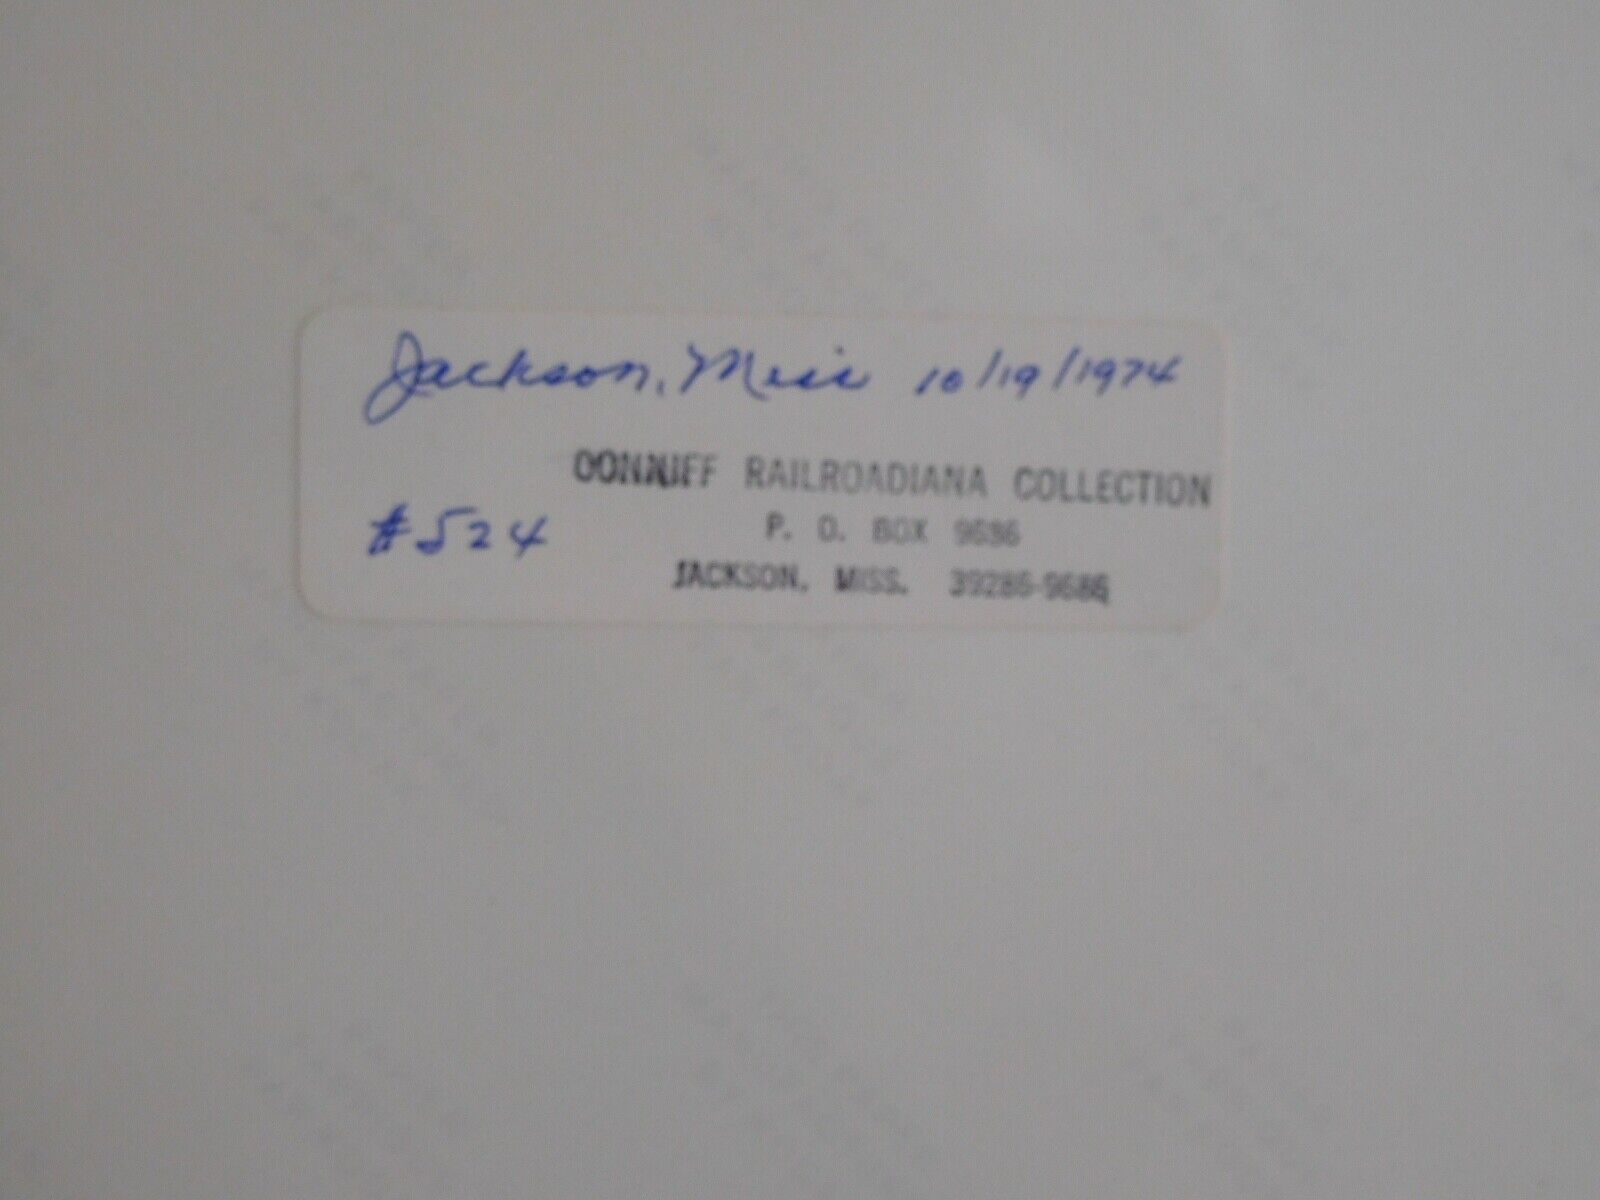 Jackson, Miss 10/19/1974
CONNIFF RAILROADIANA COLLECTION
#524
P. O. BOX 9686
JACKSON, MISS. 39286-9686